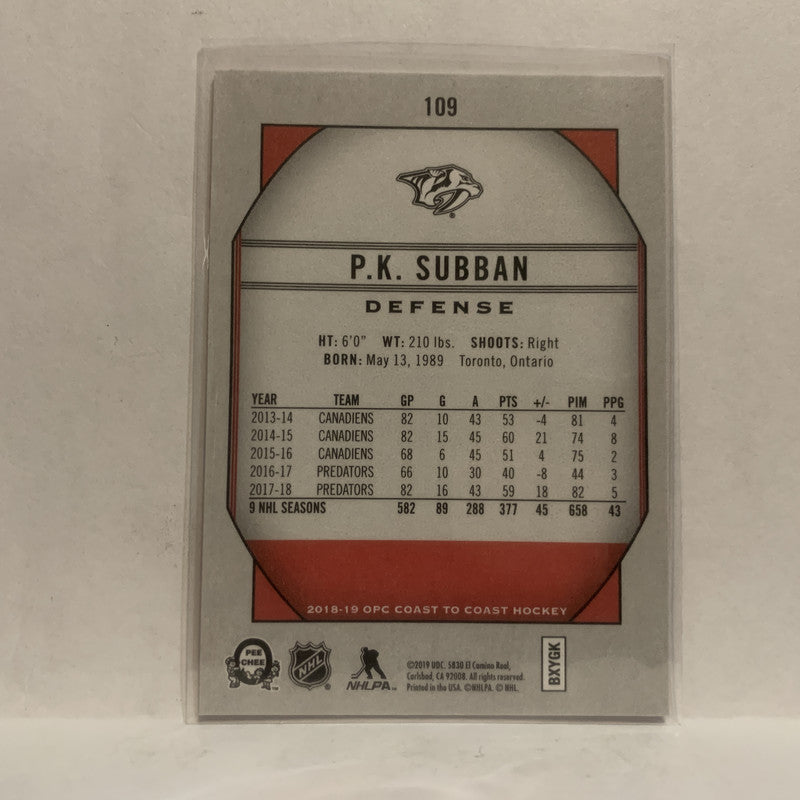 109
P.K. SUBBAN
DEFENSE
HT: 6'0" WT: 210 lbs. SHOOTS: Right
BORN: May 13, 1989 Toronto, Ontario
YEAR TEAM GP G A PTS +/- PIM PPG
2013-14 CANADIENS 82 10 43 53 -4 81 4
2014-15 CANADIENS 82 15 45 60 21 74 8
2015-16 CANADIENS 68 6 45 51 4 75 2
2016-17 PREDATORS 66 10 30 40 -8 44 3
2017-18 PREDATORS 82 16 43 59 18 82 5
9 NHL SEASONS 582 89 288 377 45 658 43
2018-19 OPC COAST TO COAST HOCKEY
PEE
CHEE
NHL
NHLPA
©2019 UDC. 5830 El Camino Real,
Carlsbad, CA 92008. All rights reserved.
Printed in the USA. ©NHLPA. © NHL.
BXYGK